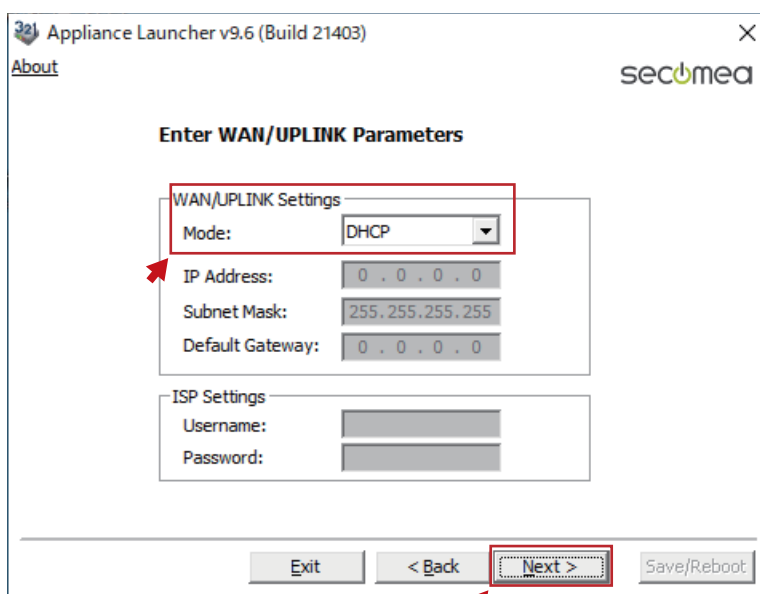 Appliance Launcher v9.6 (Build 21403)
About
secomea
Enter WAN/UPLINK Parameters
WAN/UPLINK Settings
Mode: DHCP
IP Address: 0 . 0 . 0 . 0
Subnet Mask: 255.255.255.255
Default Gateway: 0 . 0 . 0 . 0
ISP Settings
Username:
Password:
Exit < Back Next > Save/Reboot